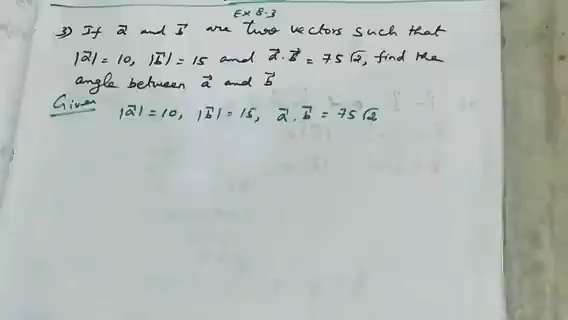 Ex 8.3
3) If a⃗ and b⃗ are two vectors such that
|a⃗| = 10, |b⃗| = 15 and a⃗.b⃗ = 75√2, find the
angle between a⃗ and b⃗
Given
|a⃗| = 10, |b⃗| = 15, a⃗.b⃗ = 75√2